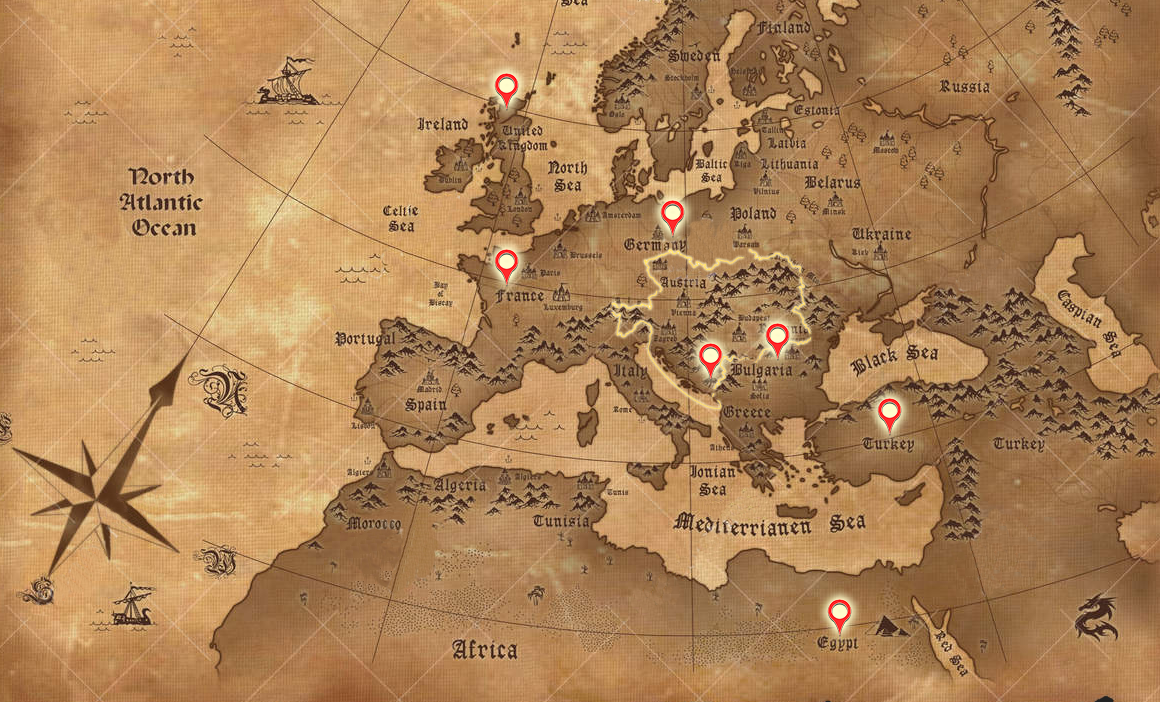 Sea
Finland
Sweden
Stockholm
Russia
Oslo
Estonia
Ireland
United
Kingdom
Tallin
Latvia
Moscow
North
Sea
Baltic
Sea
Riga
Lithuania
Dublin
Vilnius
Belarus
North
Atlantic
Ocean
London
Minsk
Celtic
Sea
Amsterdam
Poland
Warsaw
Ukraine
Kiev
Germany
Brussels
Paris
Bay
of
Biscay
France
Luxemburg
Austria
Vienna
Caspian
Sea
Budapest
Zagreb
Portugal
Black Sea
Italy
Bulgaria
Madrid
Spain
Sofia
Rome
Greece
Lisbon
Turkey
Turkey
N
Ionian
Sea
Algeria
Tunis
Morocco
Tunisia
Mediterrianen Sea
W
S
Egypt
Africa
Red Sea